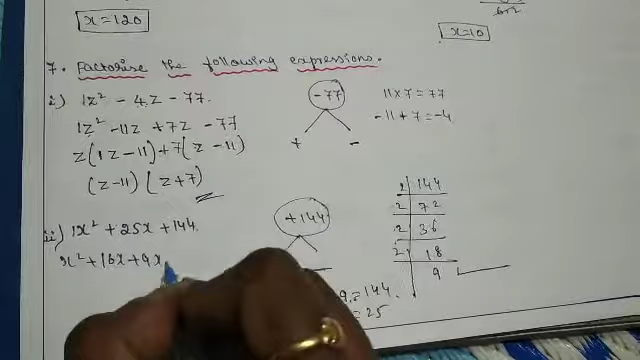 x = 120
x = 10
7. Factorise the following expressions.
i) 1z² - 4z - 77.
-77
11 x 7 = 77
- 11 + 7 = -4
1z² - 11z + 7z - 77
+ -
z(1z - 11) + 7(z - 11)
(z - 11) (z + 7)
+144
2 144
2 72
2 36
2 18
9
ii) 1x² + 25x + 144.
x² + 16x + 9x
9 = 144
= 25